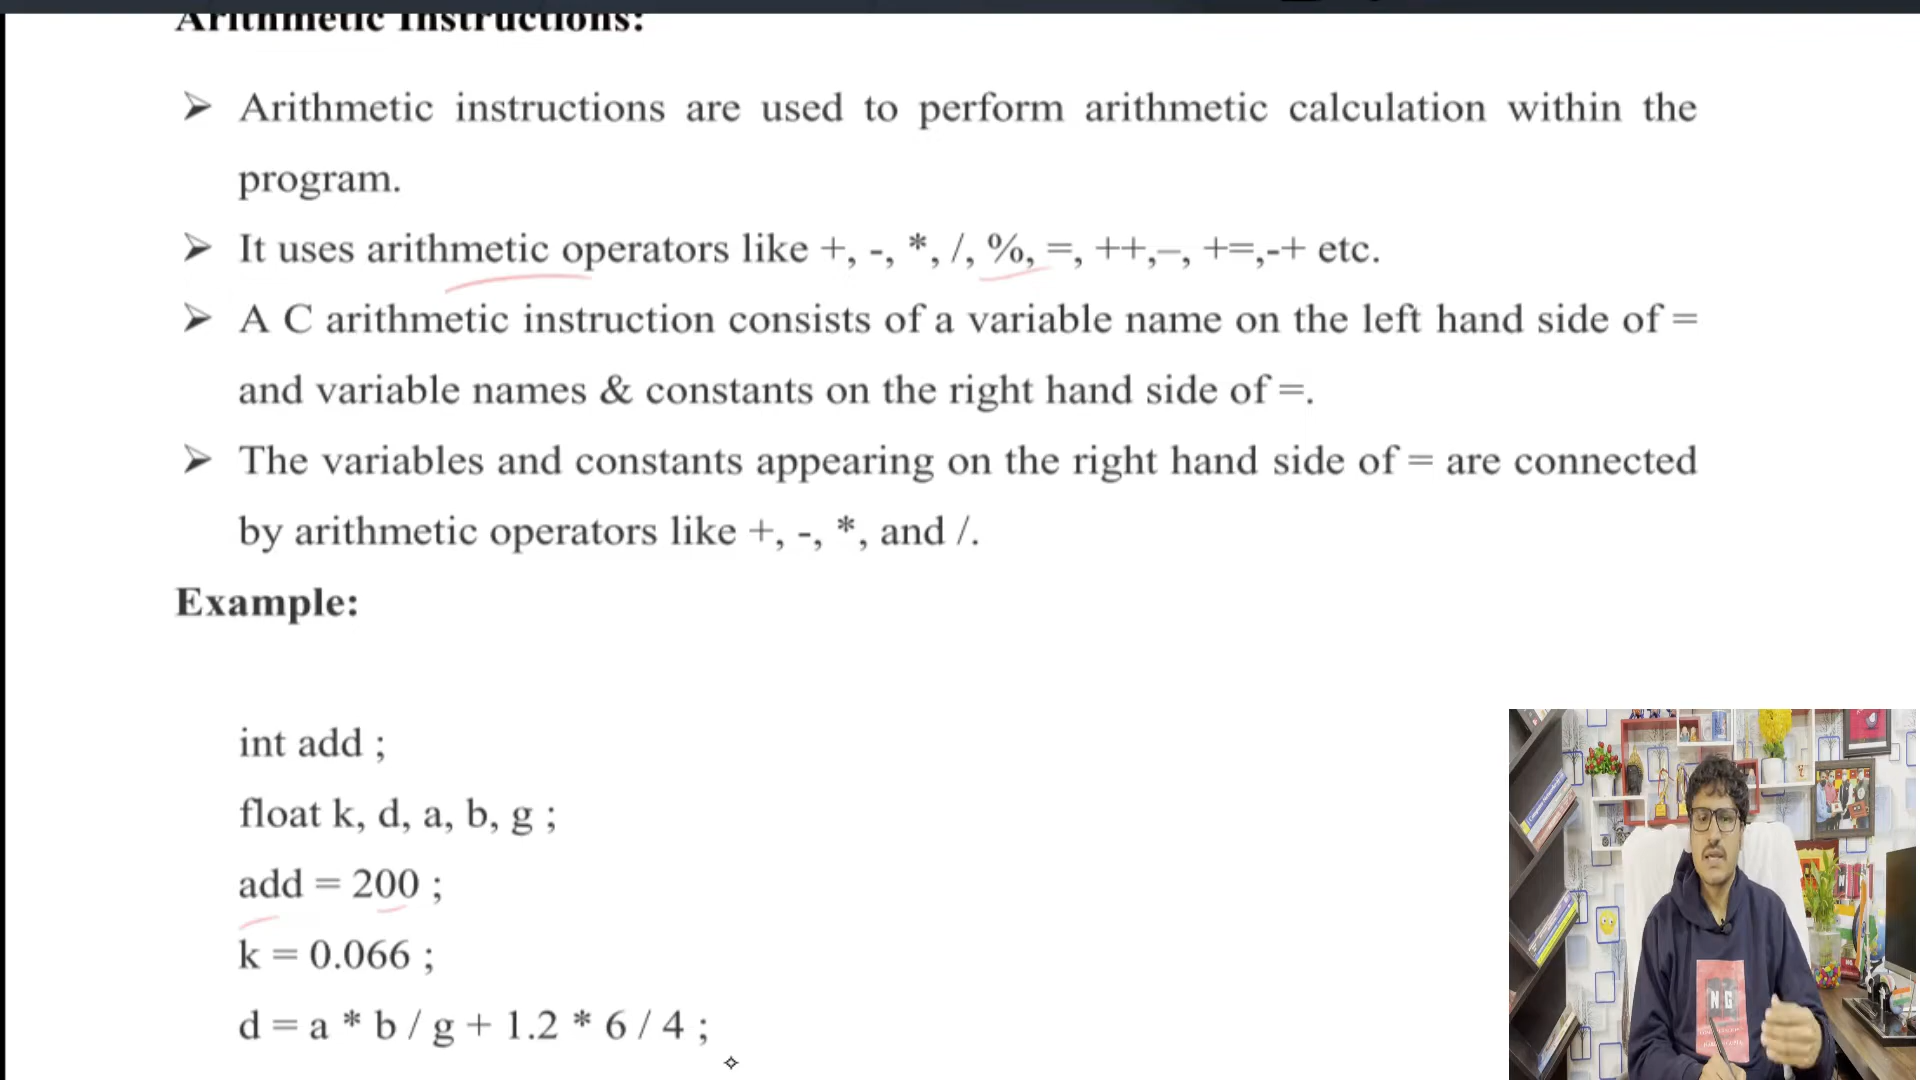 Arithmetic Instructions:
➢ Arithmetic instructions are used to perform arithmetic calculation within the
program.
➢ It uses arithmetic operators like +, -, *, /, %, =, ++,–, +=,-+ etc.
➢ A C arithmetic instruction consists of a variable name on the left hand side of =
and variable names & constants on the right hand side of =.
➢ The variables and constants appearing on the right hand side of = are connected
by arithmetic operators like +, -, *, and /.
Example:
int add ;
float k, d, a, b, g ;
add = 200 ;
k = 0.066 ;
d = a * b / g + 1.2 * 6 / 4 ;
N G